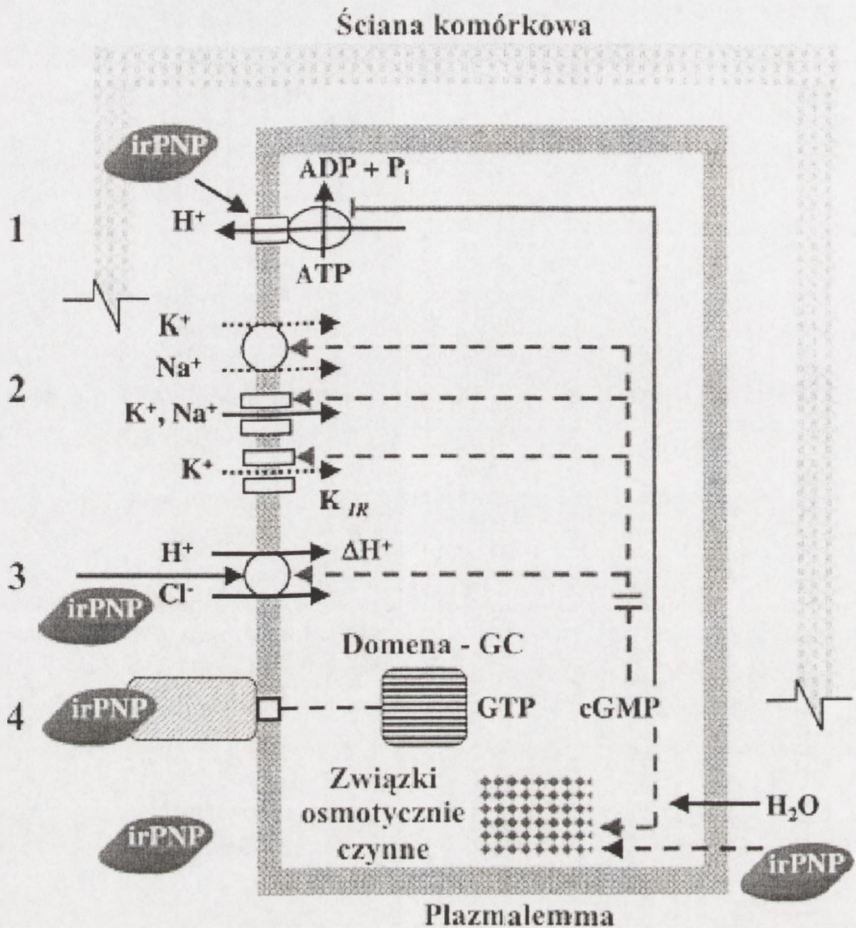 Ściana komórkowa
irPNP
ADP + Pi
1
H⁺
ATP
K⁺
Na⁺
2
K⁺, Na⁺
K⁺
K IR
H⁺
ΔH⁺
3
Cl⁻
irPNP
Domena - GC
4
irPNP
GTP
cGMP
Związki
osmotycznie
czynne
H₂O
irPNP
irPNP
Plazmalemma